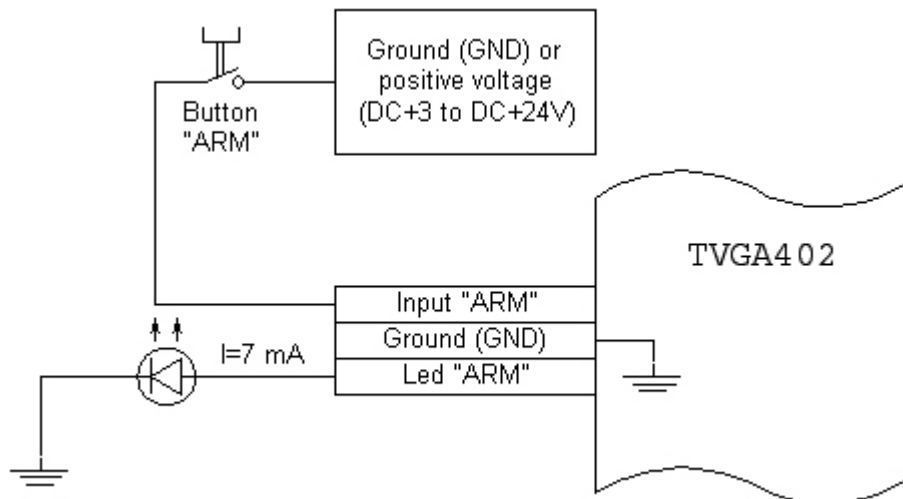 Ground (GND) or
positive voltage
(DC+3 to DC+24V)
Button
"ARM"
TVGA402
Input "ARM"
Ground (GND)
I=7 mA
Led "ARM"